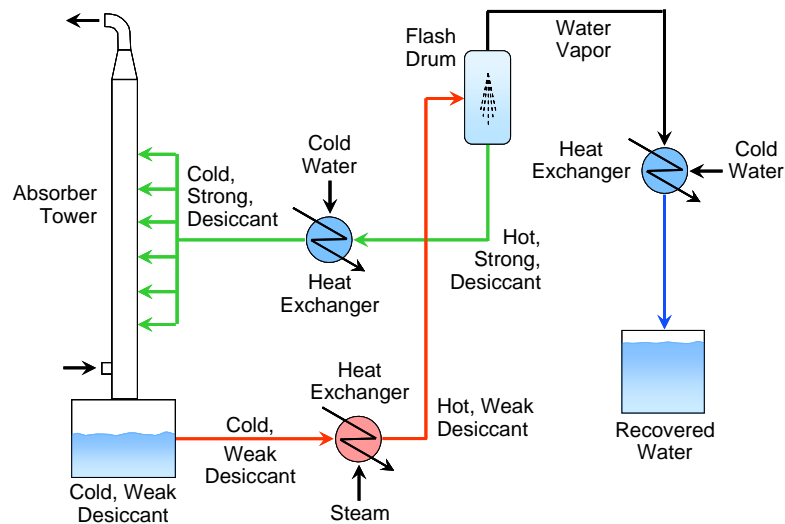 Flash
Drum
Water
Vapor
Cold
Water
Heat
Exchanger
Cold
Water
Absorber
Tower
Cold,
Strong,
Desiccant
Heat
Exchanger
Hot,
Strong,
Desiccant
Heat
Exchanger
Cold,
Weak
Desiccant
Hot, Weak
Desiccant
Recovered
Water
Cold, Weak
Desiccant
Steam